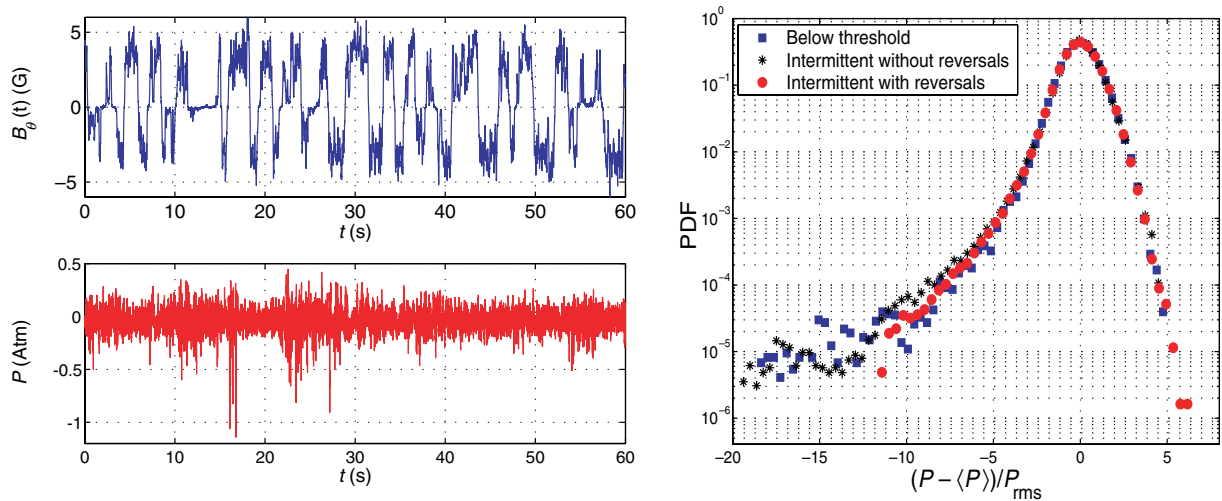 B_θ (t) (G)
5
0
−5
0 10 20 30 40 50 60
t (s)
P (Atm)
0.5
0
-0.5
-1
0 10 20 30 40 50 60
t (s)
PDF
10^0
10^−1
10^−2
10^−3
10^−4
10^−5
10^−6
Below threshold
Intermittent without reversals
Intermittent with reversals
−20 −15 −10 −5 0 5
(P − ⟨P⟩)/P_rms